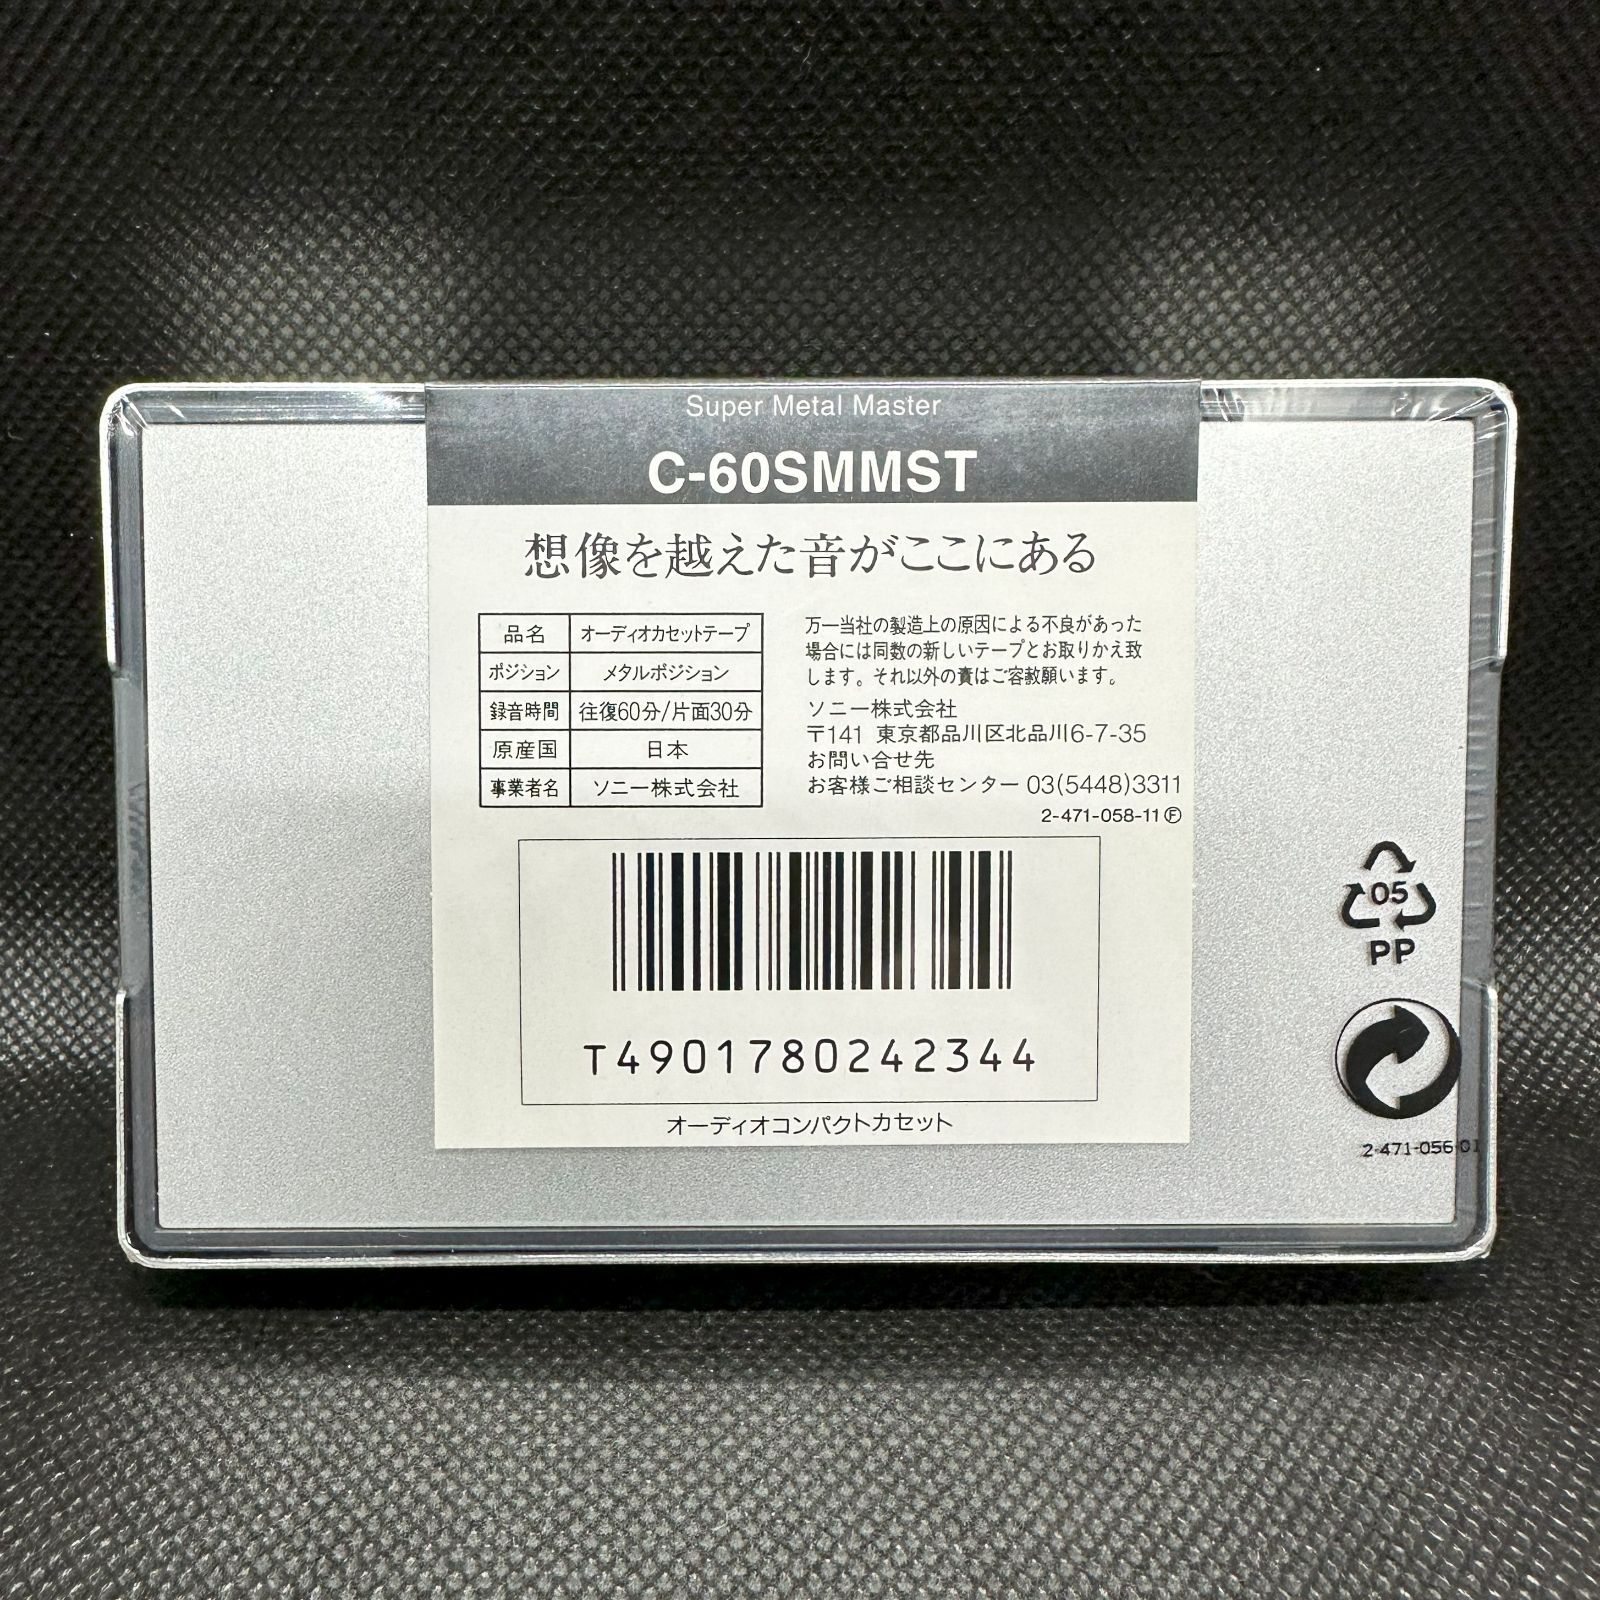 Super Metal Master
C-60SMMST
想像を越えた音がここにある
品名 オーディオカセットテープ
ポジション メタルポジション
録音時間 往復60分/片面30分
原産国 日本
事業者名 ソニー株式会社
万一当社の製造上の原因による不良があった
場合には同数の新しいテープとお取りかえ致
します。それ以外の責はご容赦願います。
ソニー株式会社
〒141 東京都品川区北品川6-7-35
お問い合せ先
お客様ご相談センター 03(5448)3311
2-471-058-11Ⓕ
T4901780242344
オーディオコンパクトカセット
05
PP
2-471-056-01